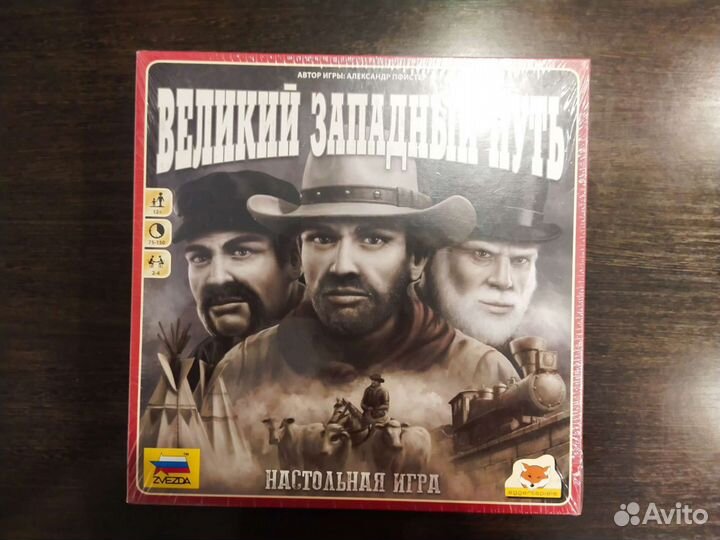 АВТОР ИГРЫ: АЛЕКСАНДР ПФИСТЕР
ВЕЛИКИЙ ЗАПАДНЫЙ ПУТЬ
12+
75-150
2-4
НАСТОЛЬНАЯ ИГРА
ZVEZDA
eggertspiele
Avito